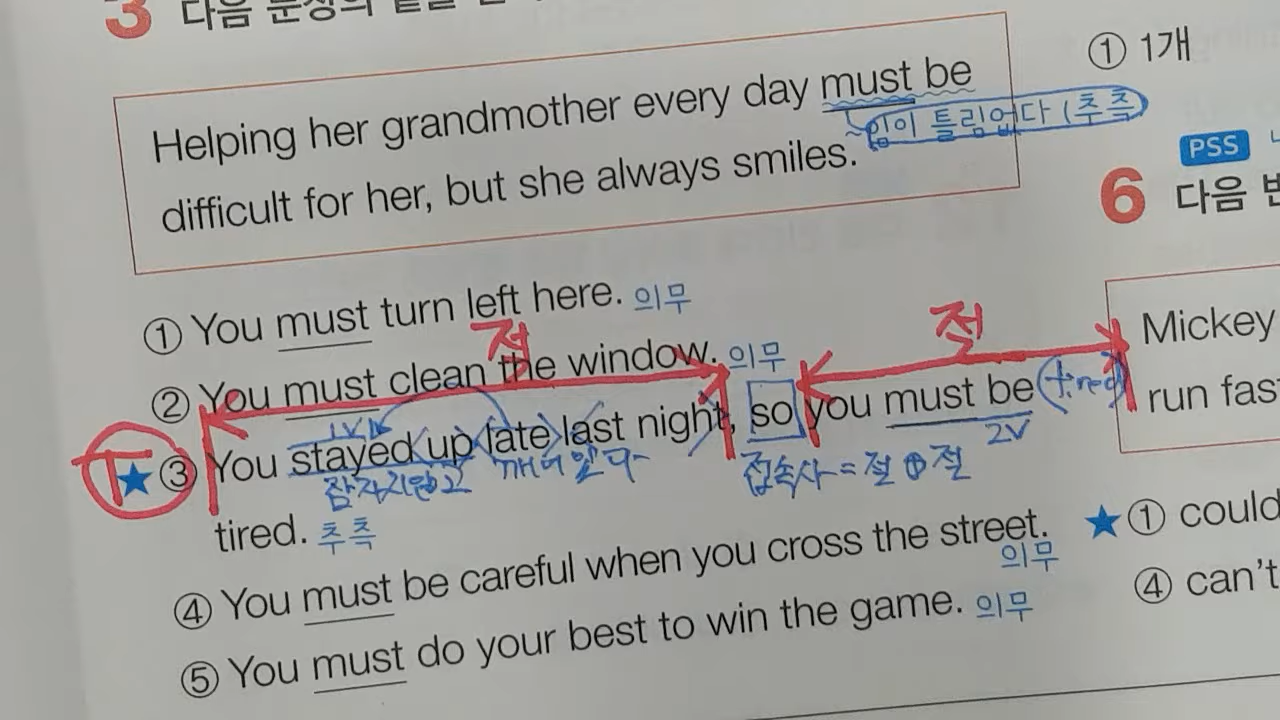 3 다음 문장의
Helping her grandmother every day must be
~임이 틀림없다 (추측
difficult for her, but she always smiles.
① You must turn left here. 의무
절
절
② You must clean the window. 의무
1V
★ ③ You stayed up late last night, so you must be (tired)
2V
잠자지않고 깨어있다 접속사 = 절 + 절
tired. 추측
④ You must be careful when you cross the street.
의무
⑤ You must do your best to win the game. 의무
① 1개
PSS
6 다음
Mickey
run fas
★ ① could
④ can't